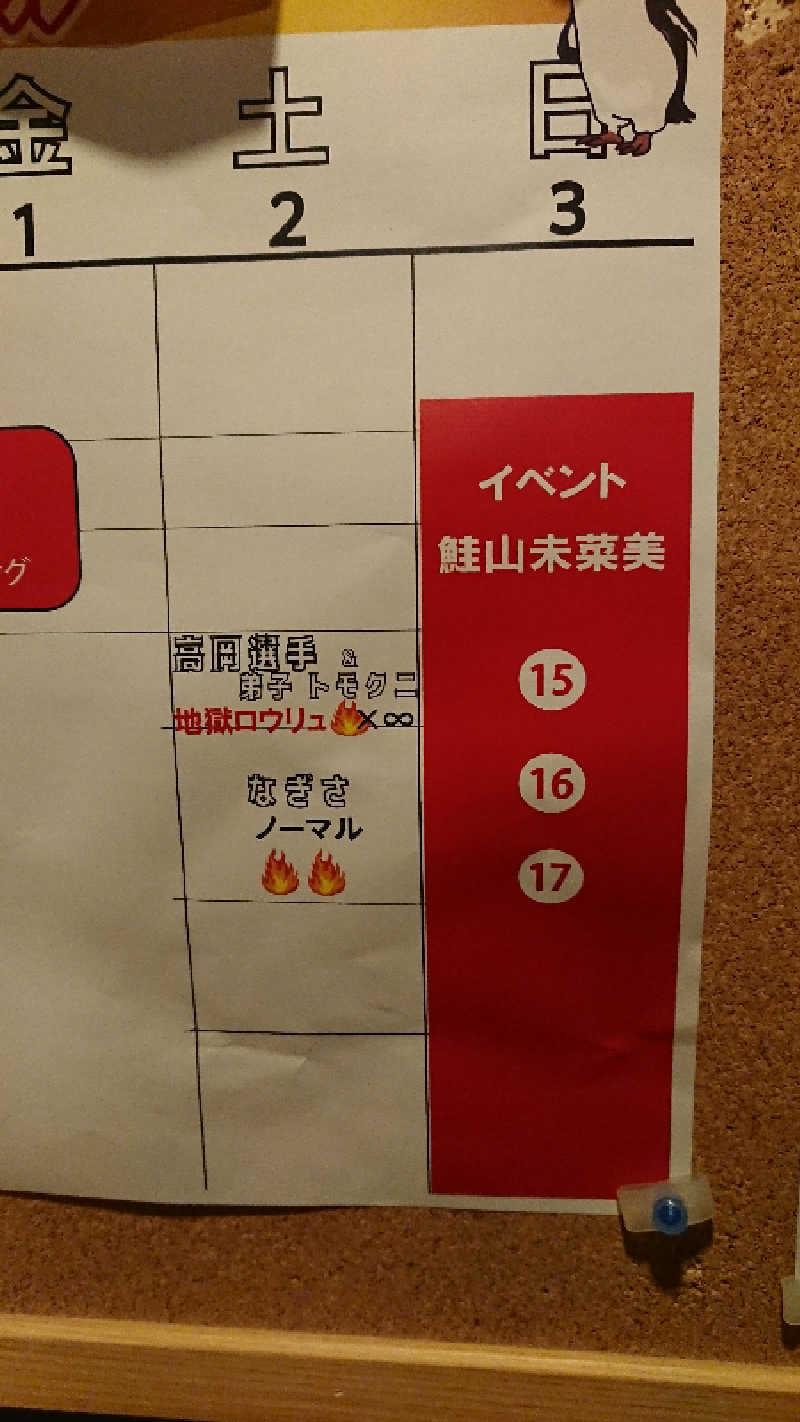 金 土 日
1 2 3
グ
イベント
鮭山未菜美
15
16
17
高岡選手 &
弟子 トモクニ
地獄ロウリュ🔥×∞
なぎさ
ノーマル
🔥🔥